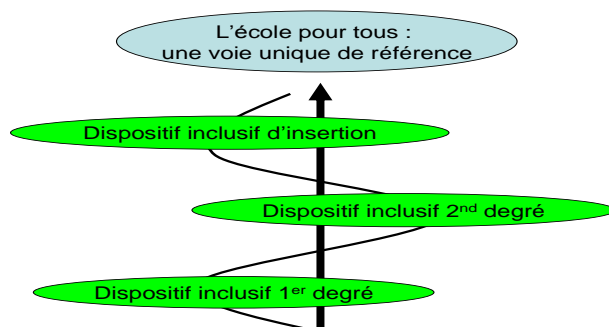 L'école pour tous :
une voie unique de référence
Dispositif inclusif d'insertion
Dispositif inclusif 2nd degré
Dispositif inclusif 1er degré